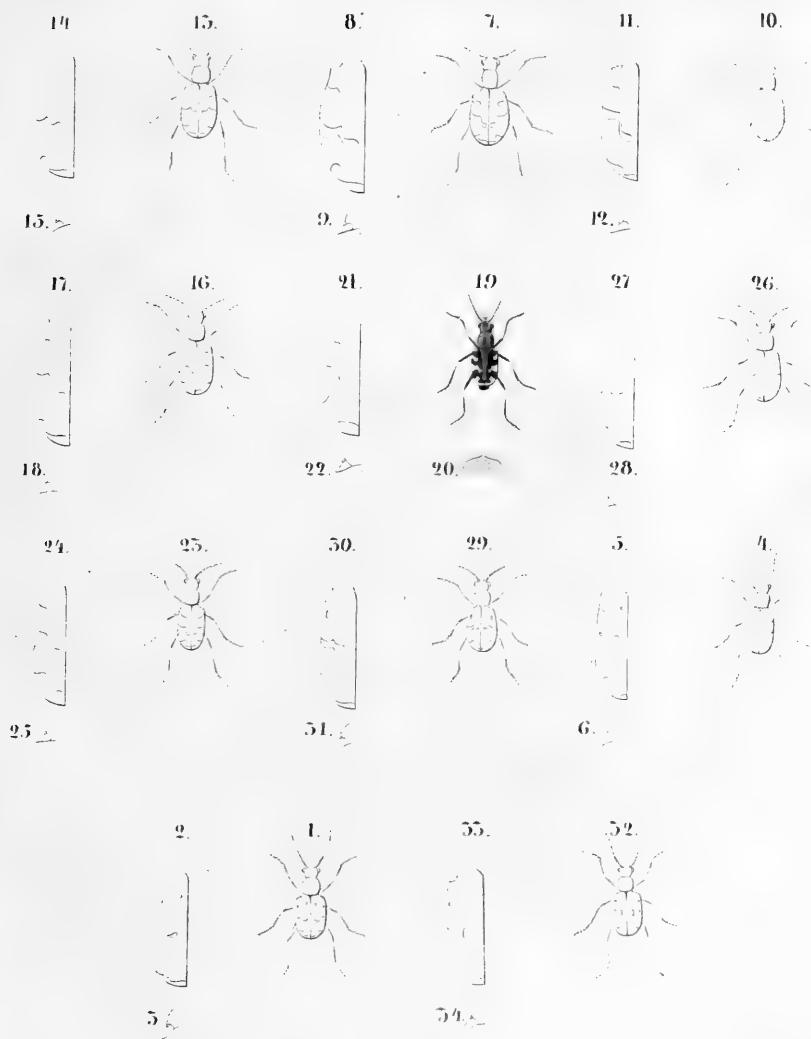 14 13. 8. 7. 11. 10.
15. 9. 12.
17. 16. 21. 19 27 26.
18. 22. 20. 28.
24. 23. 30. 29. 5. 4.
25 31. 6.
2. 1. 33. 32.
3 34.